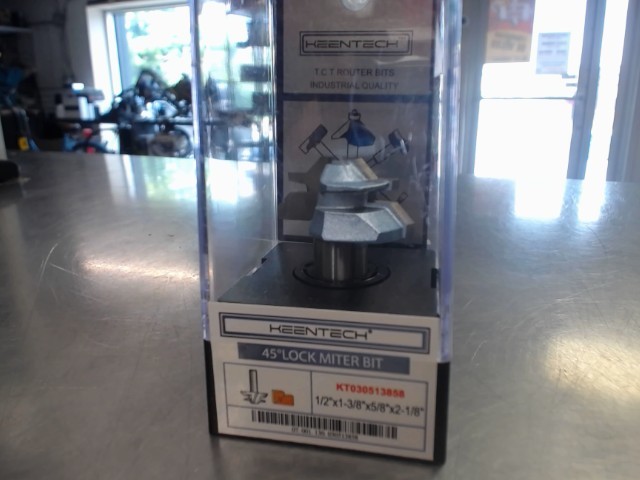 KEENTECH
T.C.T ROUTER BITS
INDUSTRIAL QUALITY
KEENTECH®
45°LOCK MITER BIT
KT030513858
1/2"x1-3/8"x5/8"x2-1/8"